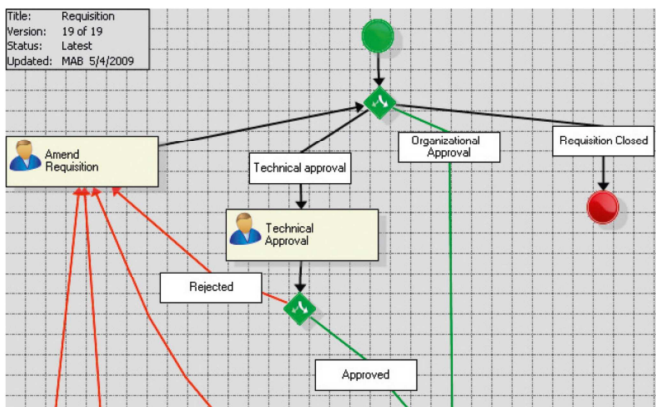 Title: Requisition
Version: 19 of 19
Status: Latest
Updated: MAB 5/4/2009
Amend
Requisition
Technical approval
Organizational
Approval
Requisition Closed
Technical
Approval
Rejected
Approved